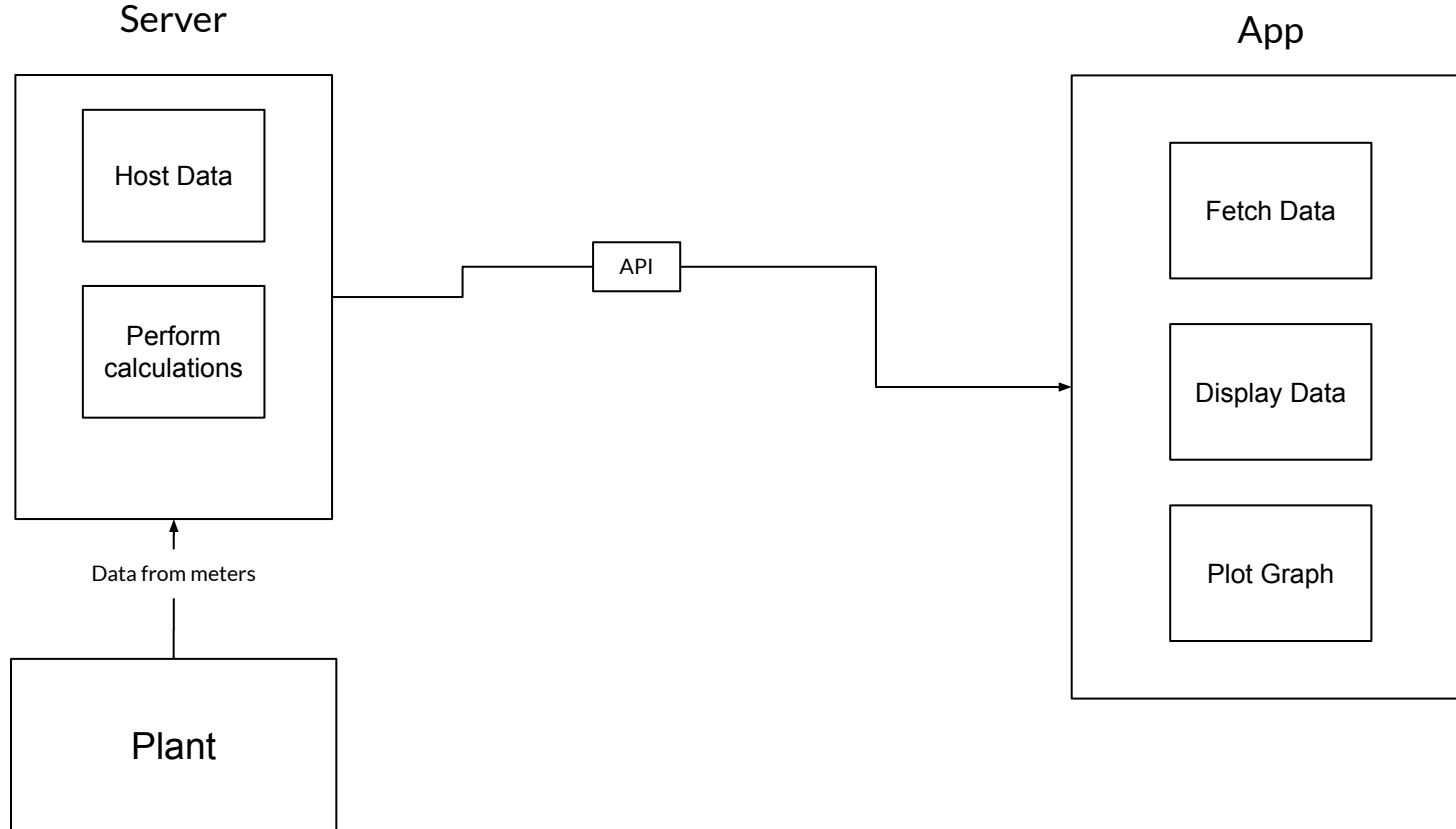 Server
App
Host Data
Perform
calculations
API
Fetch Data
Display Data
Plot Graph
Data from meters
Plant